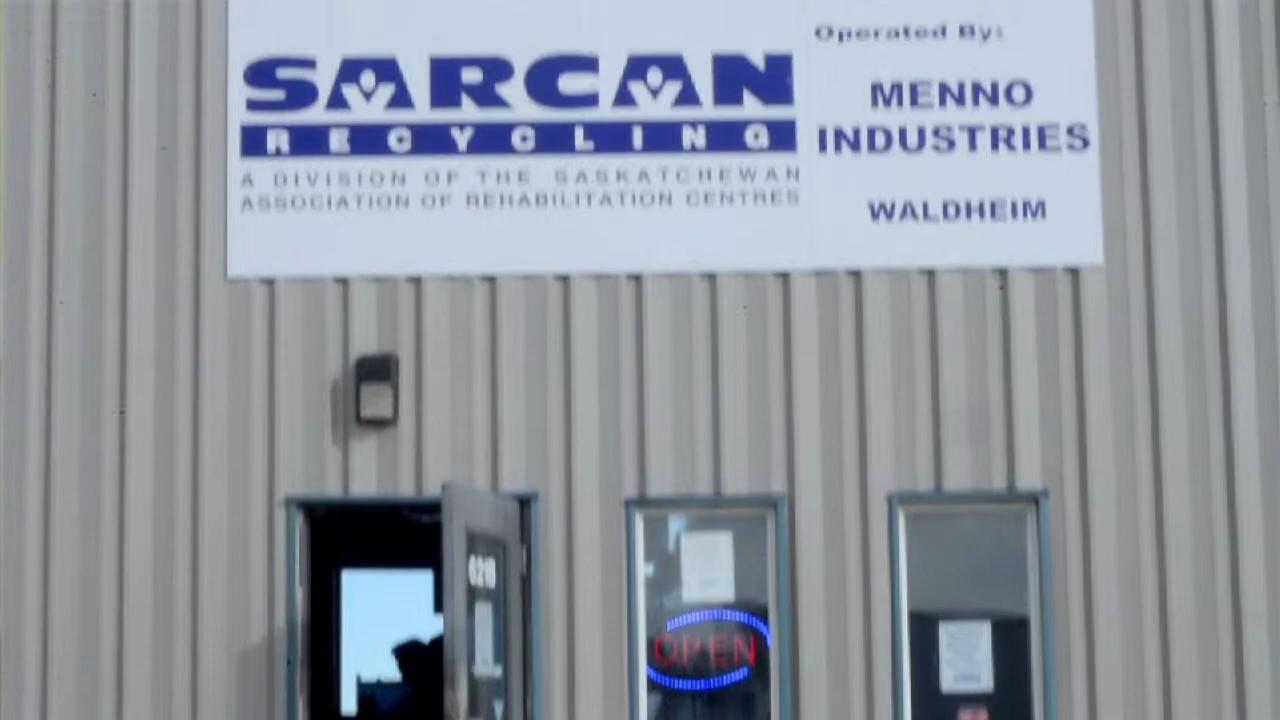 SARCAN
RECYCLING
A DIVISION OF THE SASKATCHEWAN
ASSOCIATION OF REHABILITATION CENTRES
Operated By:
MENNO
INDUSTRIES
WALDHEIM
OPEN